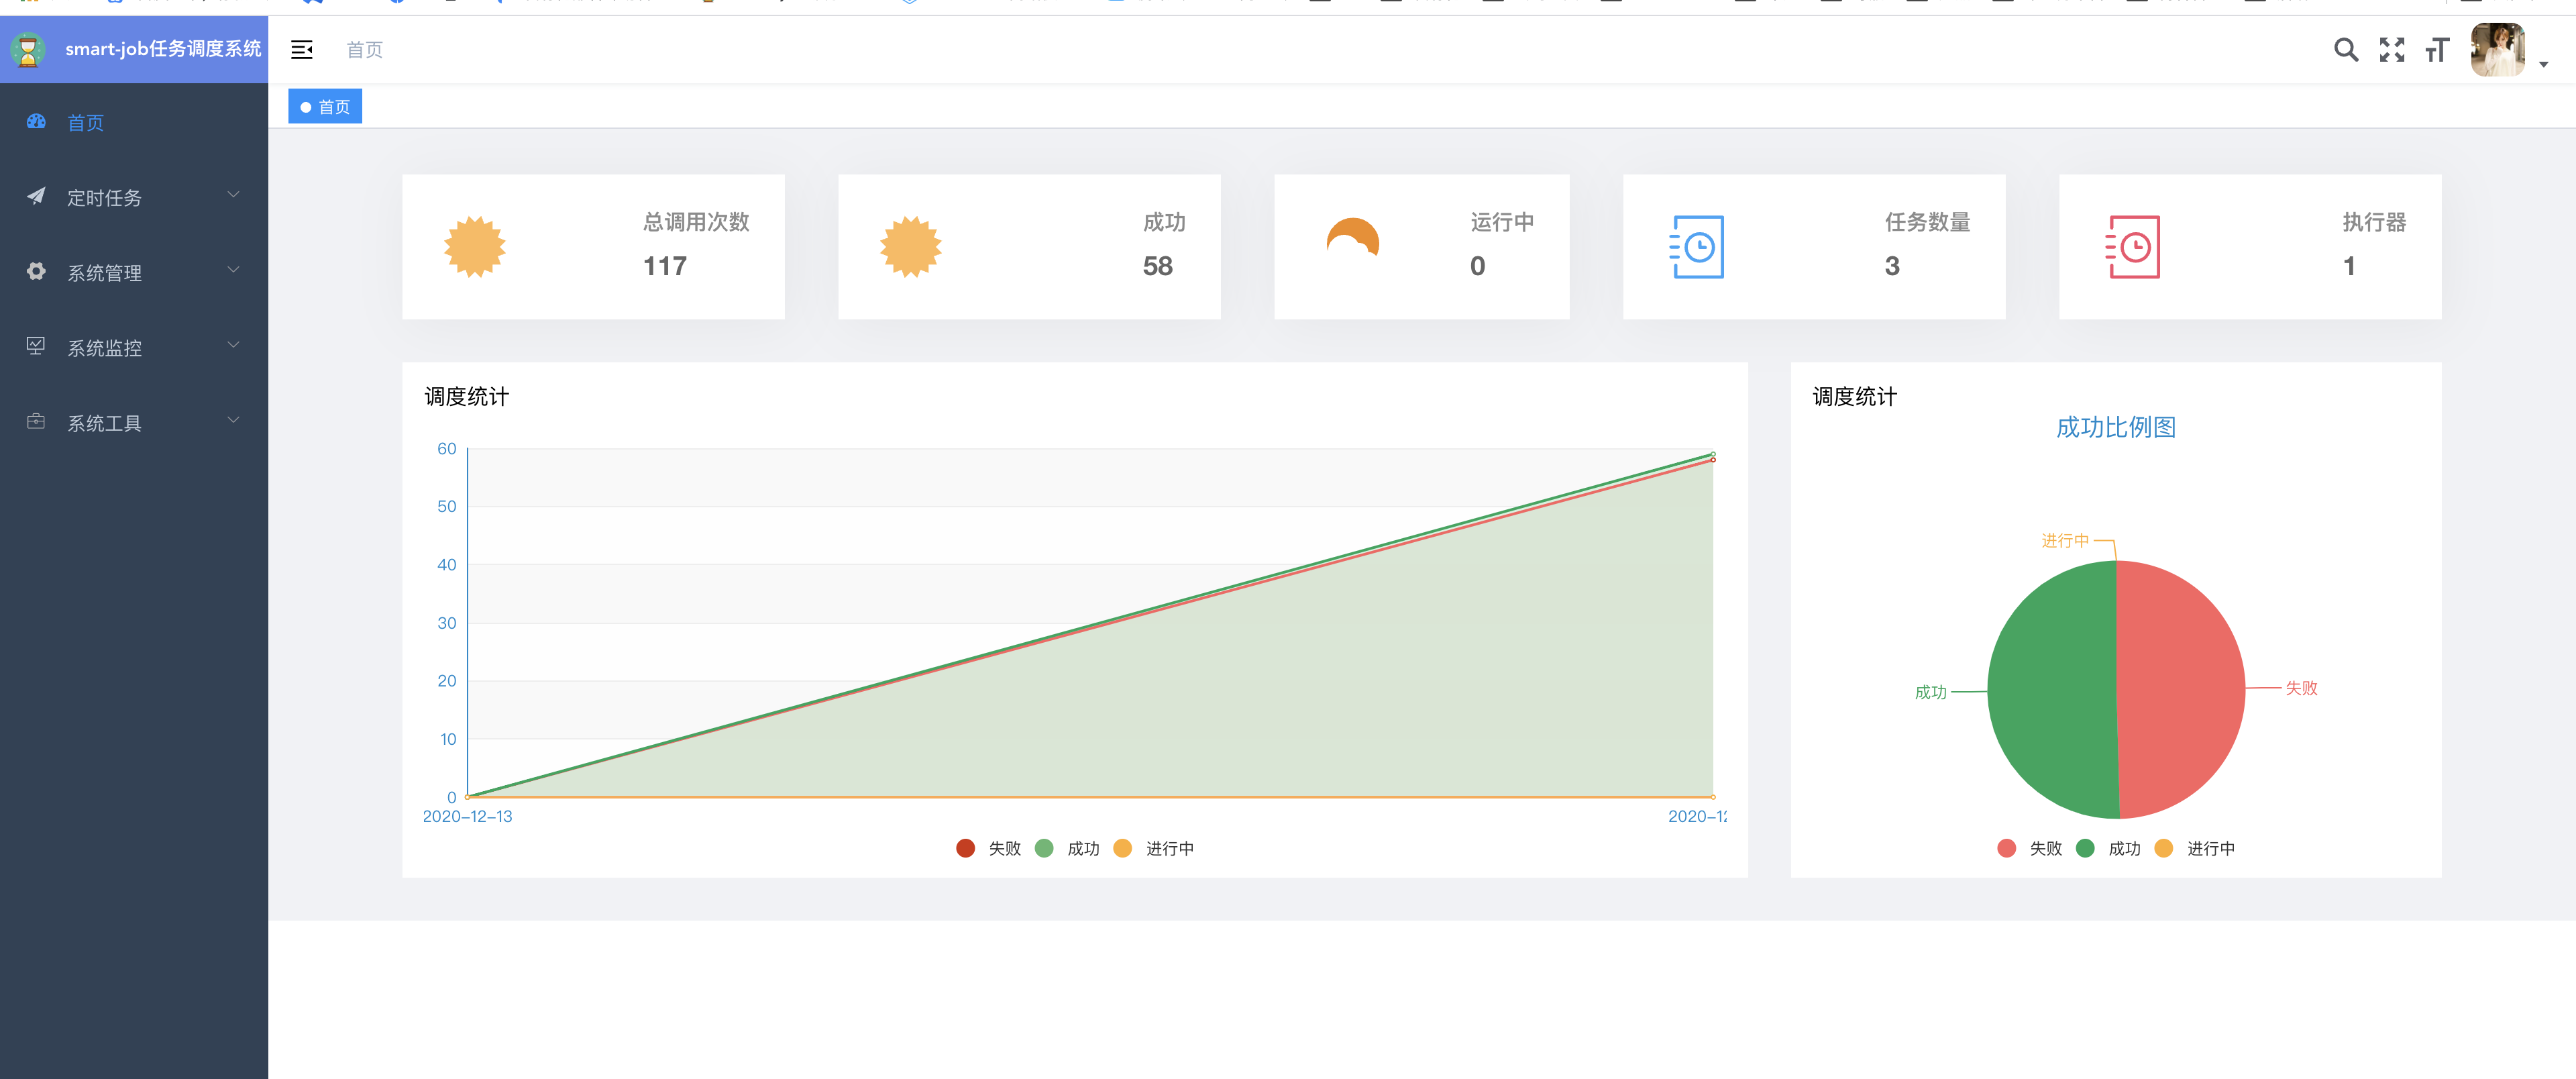 smart-job任务调度系统
首页
首页
首页
定时任务
系统管理
系统监控
系统工具
总调用次数
117
成功
58
运行中
0
任务数量
3
执行器
1
调度统计
60
50
40
30
20
10
0
2020-12-13
2020-12
失败 成功 进行中
调度统计
成功比例图
进行中
成功
失败
失败 成功 进行中